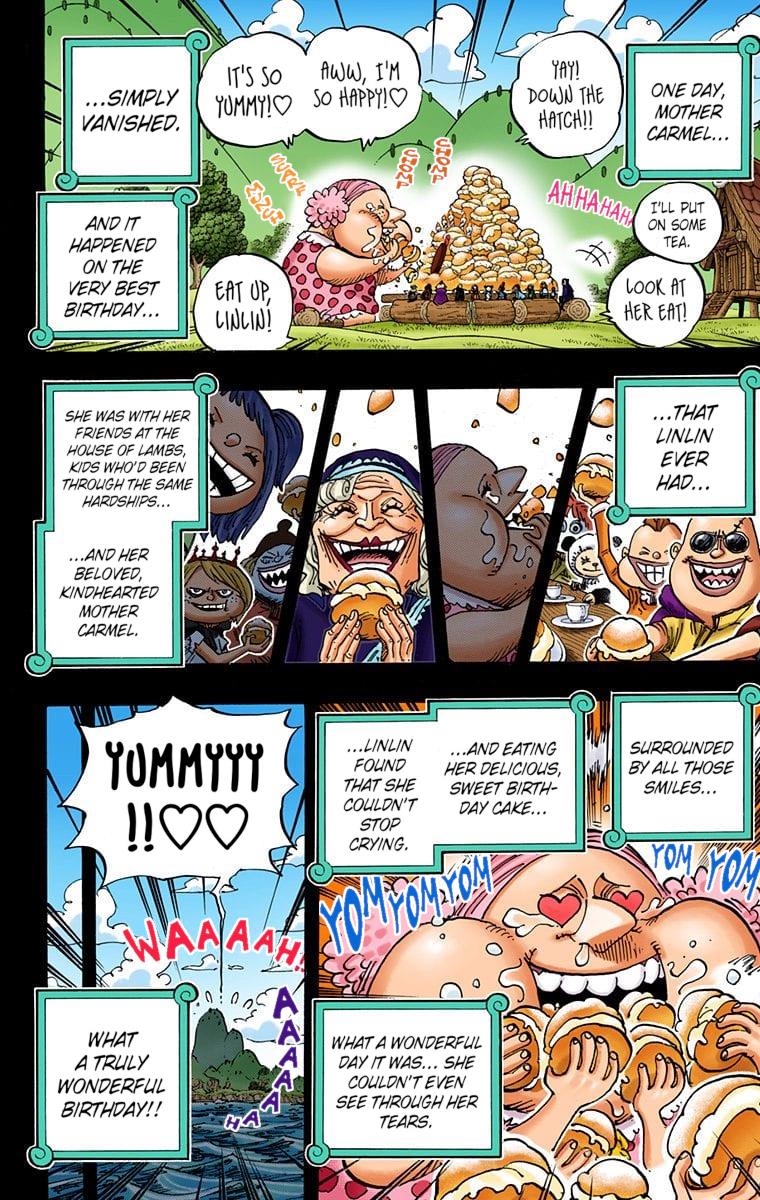 ONE DAY,
MOTHER
CARMEL...
YAY!
DOWN THE
HATCH!!
AWW, I'M
SO HAPPY!♡
IT'S SO
YUMMY!♡
...SIMPLY
VANISHED.
CHOMP
CHOMP
AHHAHAHA
I'LL PUT
ON SOME
TEA.
LOOK AT
HER EAT!
EAT UP,
LINLIN!
AND IT
HAPPENED
ON THE
VERY BEST
BIRTHDAY...
...THAT
LINLIN
EVER
HAD...
SHE WAS WITH HER
FRIENDS AT THE
HOUSE OF LAMBS,
KIDS WHO'D BEEN
THROUGH THE SAME
HARDSHIPS...
...AND HER
BELOVED,
KINDHEARTED
MOTHER
CARMEL.
SURROUNDED
BY ALL THOSE
SMILES...
...AND EATING
HER DELICIOUS,
SWEET BIRTH-
DAY CAKE...
...LINLIN
FOUND
THAT SHE
COULDN'T
STOP
CRYING.
YOM YOM
YOM YOM YOM
WHAT A WONDERFUL
DAY IT WAS... SHE
COULDN'T EVEN
SEE THROUGH HER
TEARS.
YUMMYYY
!!♡♡
WAAAAH!!
AAAAA
HA
WHAT
A TRULY
WONDERFUL
BIRTHDAY!!